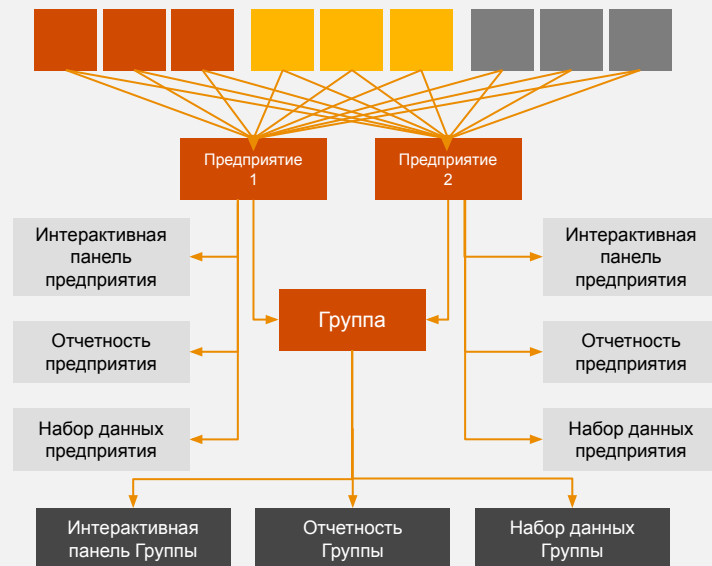 Предприятие
1
Предприятие
2
Интерактивная
панель
предприятия
Интерактивная
панель
предприятия
Группа
Отчетность
предприятия
Отчетность
предприятия
Набор данных
предприятия
Набор данных
предприятия
Интерактивная
панель Группы
Отчетность
Группы
Набор данных
Группы